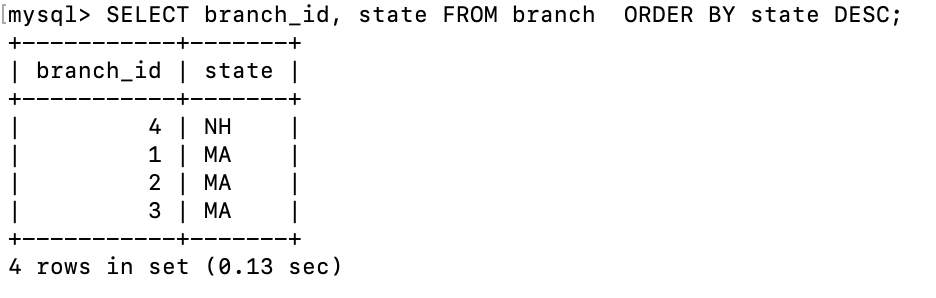 [mysql> SELECT branch_id, state FROM branch  ORDER BY state DESC;
+-----------+-------+
| branch_id | state |
+-----------+-------+
|         4 | NH    |
|         1 | MA    |
|         2 | MA    |
|         3 | MA    |
+-----------+-------+
4 rows in set (0.13 sec)